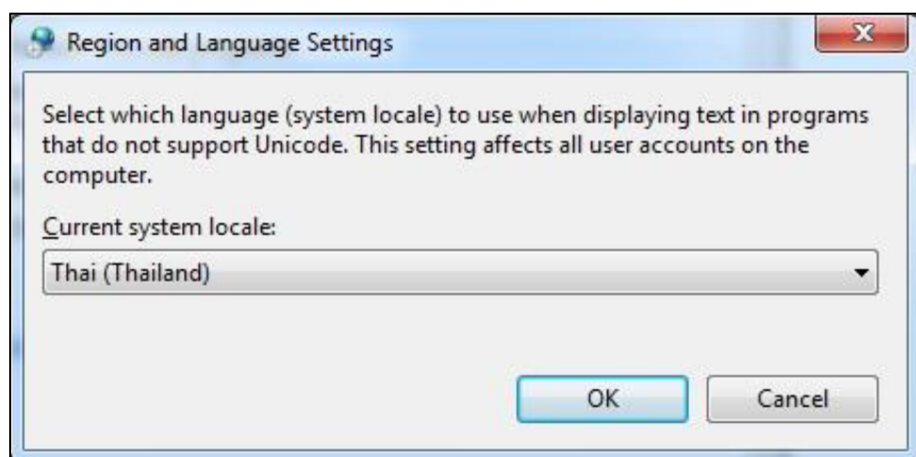 Region and Language Settings
Select which language (system locale) to use when displaying text in programs
that do not support Unicode. This setting affects all user accounts on the
computer.
Current system locale:
Thai (Thailand)
OK Cancel